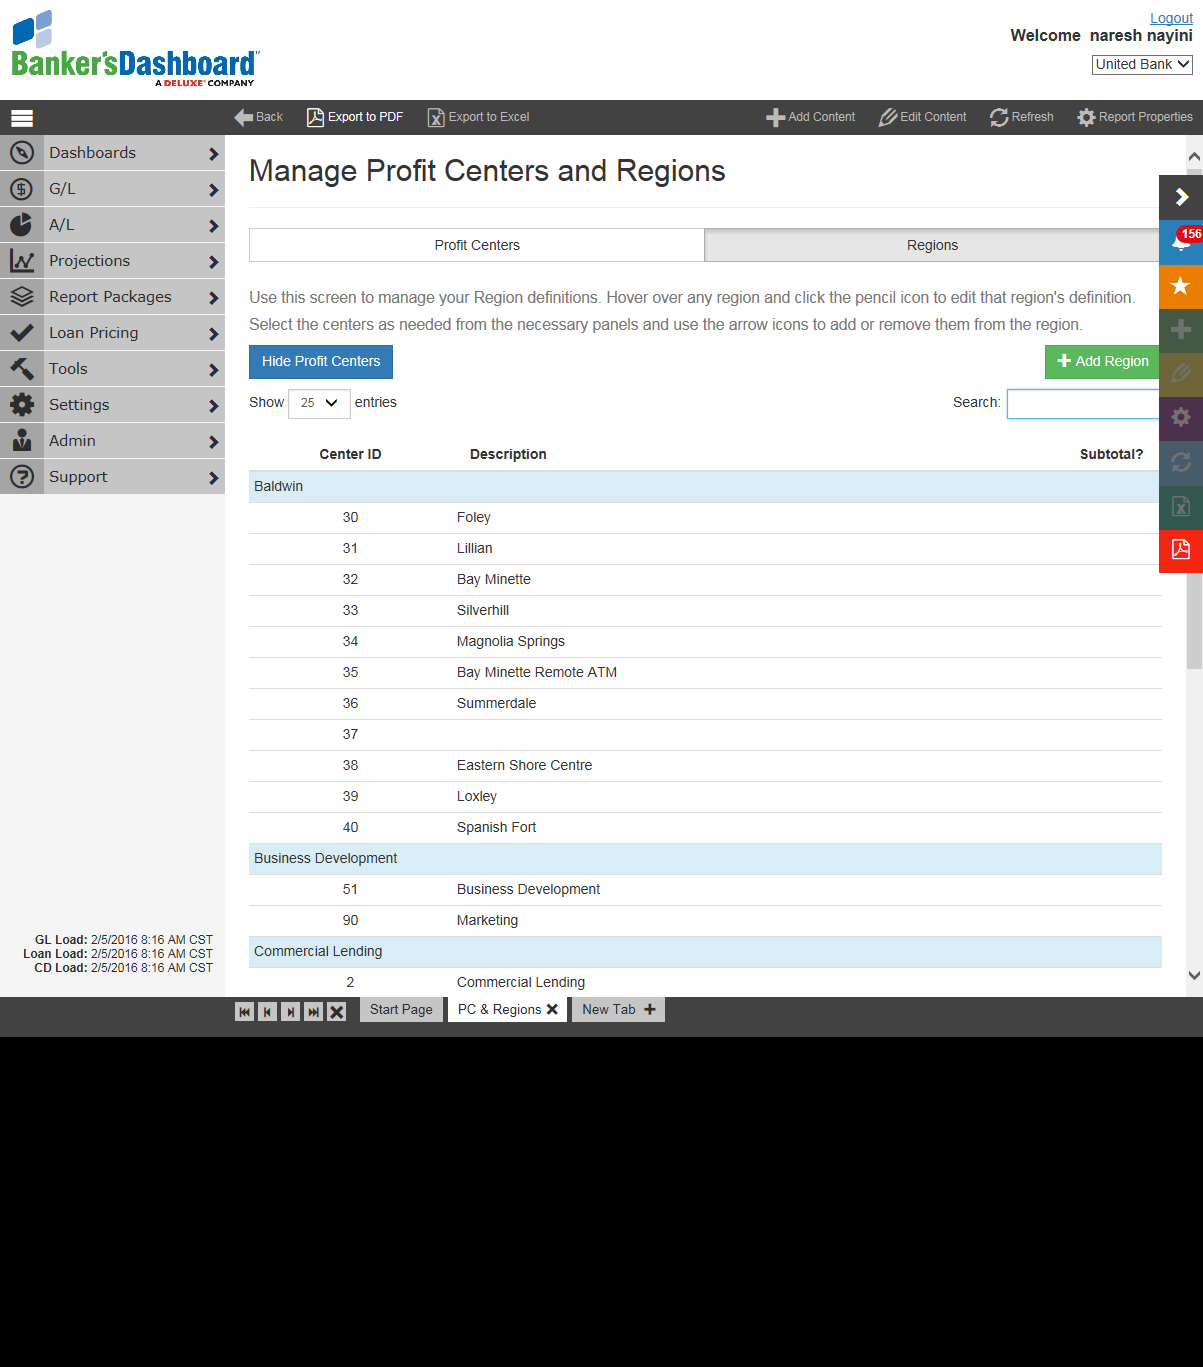 Logout
Welcome naresh nayini
Banker'sDashboard
A DELUXE COMPANY
United Bank
Back
Export to PDF
Export to Excel
Add Content
Edit Content
Refresh
Report Properties
Dashboards
G/L
A/L
Projections
Report Packages
Loan Pricing
Tools
Settings
Admin
Support
Manage Profit Centers and Regions
Profit Centers
Regions
156
Use this screen to manage your Region definitions. Hover over any region and click the pencil icon to edit that region's definition.
Select the centers as needed from the necessary panels and use the arrow icons to add or remove them from the region.
Hide Profit Centers
Add Region
Show 25 entries
Search:
Center ID Description Subtotal?
Baldwin
30 Foley
31 Lillian
32 Bay Minette
33 Silverhill
34 Magnolia Springs
35 Bay Minette Remote ATM
36 Summerdale
37
38 Eastern Shore Centre
39 Loxley
40 Spanish Fort
Business Development
51 Business Development
90 Marketing
Commercial Lending
2 Commercial Lending
GL Load: 2/5/2016 8:16 AM CST
Loan Load: 2/5/2016 8:16 AM CST
CD Load: 2/5/2016 8:16 AM CST
Start Page
PC & Regions
New Tab